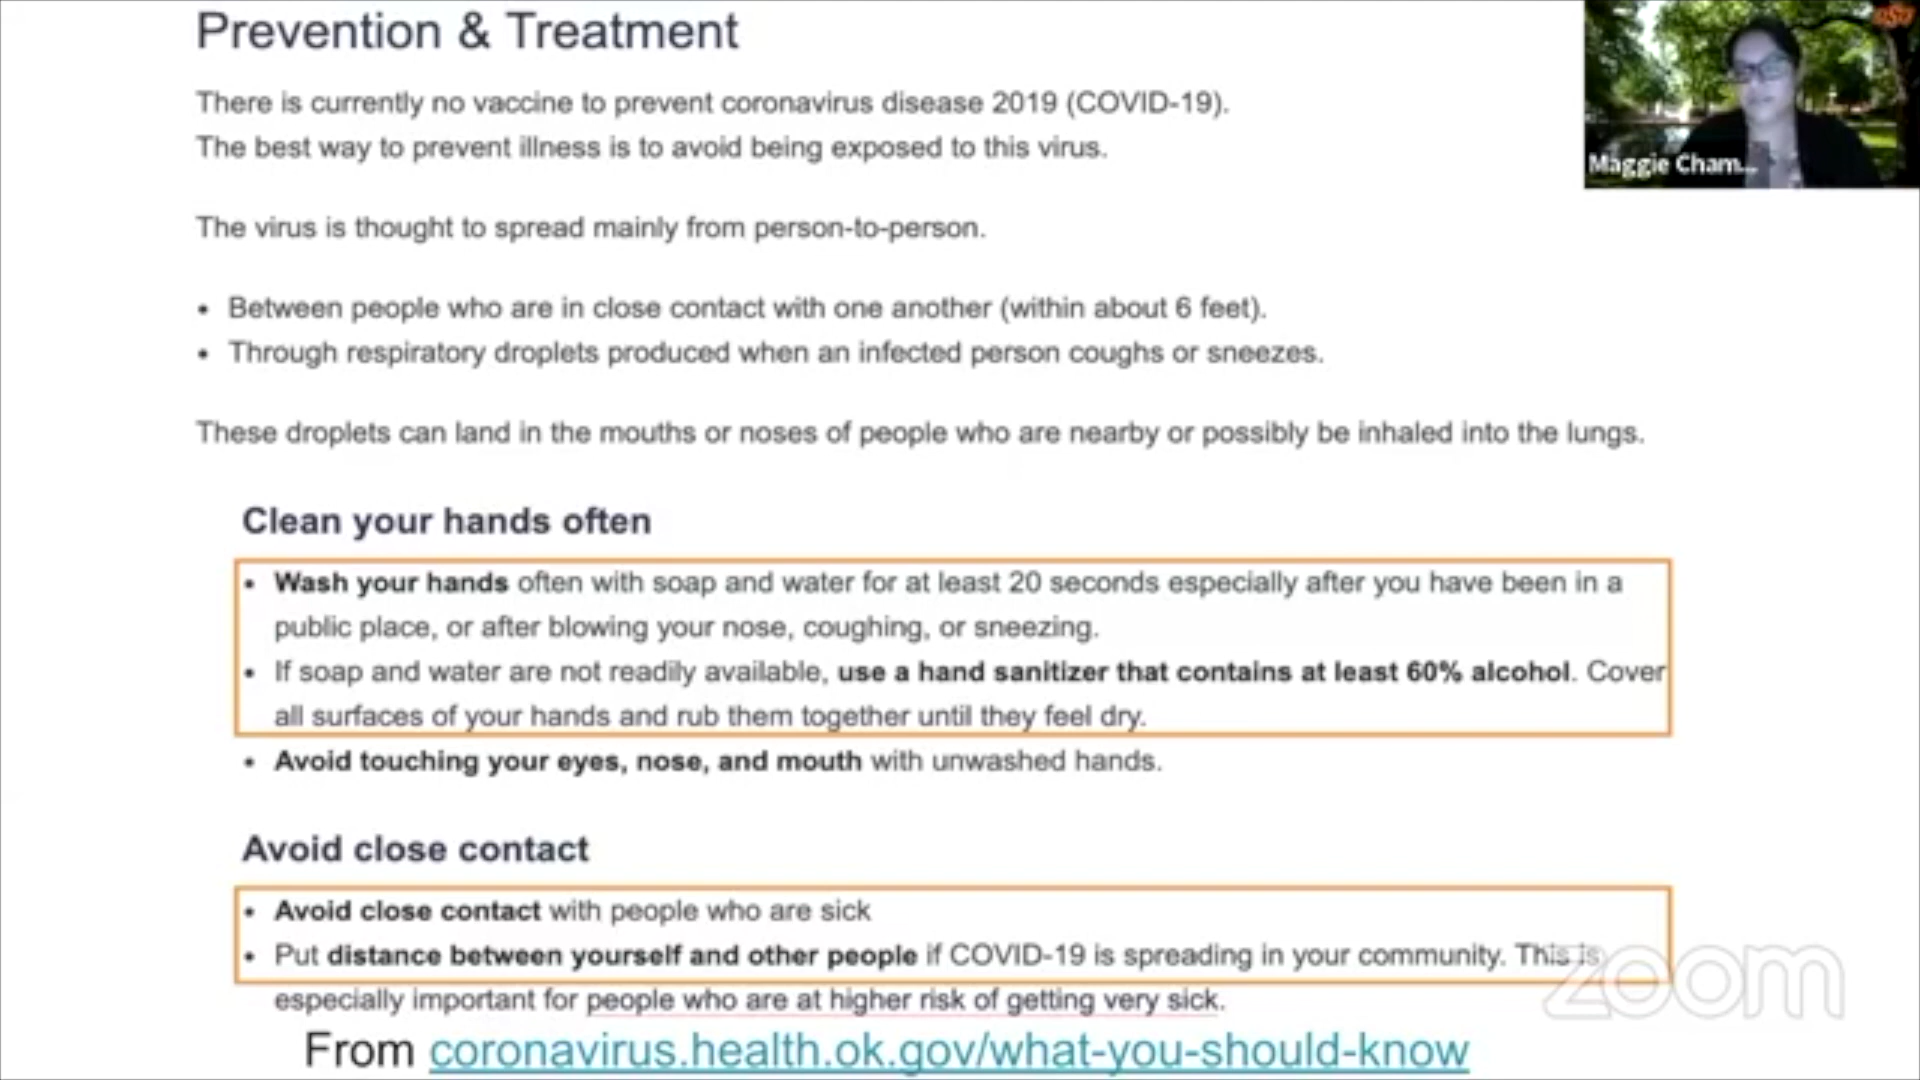 Prevention & Treatment
OSU
There is currently no vaccine to prevent coronavirus disease 2019 (COVID-19).
The best way to prevent illness is to avoid being exposed to this virus.
Maggie Cham...
The virus is thought to spread mainly from person-to-person.
• Between people who are in close contact with one another (within about 6 feet).
• Through respiratory droplets produced when an infected person coughs or sneezes.
These droplets can land in the mouths or noses of people who are nearby or possibly be inhaled into the lungs.
Clean your hands often
• Wash your hands often with soap and water for at least 20 seconds especially after you have been in a
public place, or after blowing your nose, coughing, or sneezing.
• If soap and water are not readily available, use a hand sanitizer that contains at least 60% alcohol. Cover
all surfaces of your hands and rub them together until they feel dry.
• Avoid touching your eyes, nose, and mouth with unwashed hands.
Avoid close contact
• Avoid close contact with people who are sick
• Put distance between yourself and other people if COVID-19 is spreading in your community. This is
especially important for people who are at higher risk of getting very sick.
zoom
From coronavirus.health.ok.gov/what-you-should-know